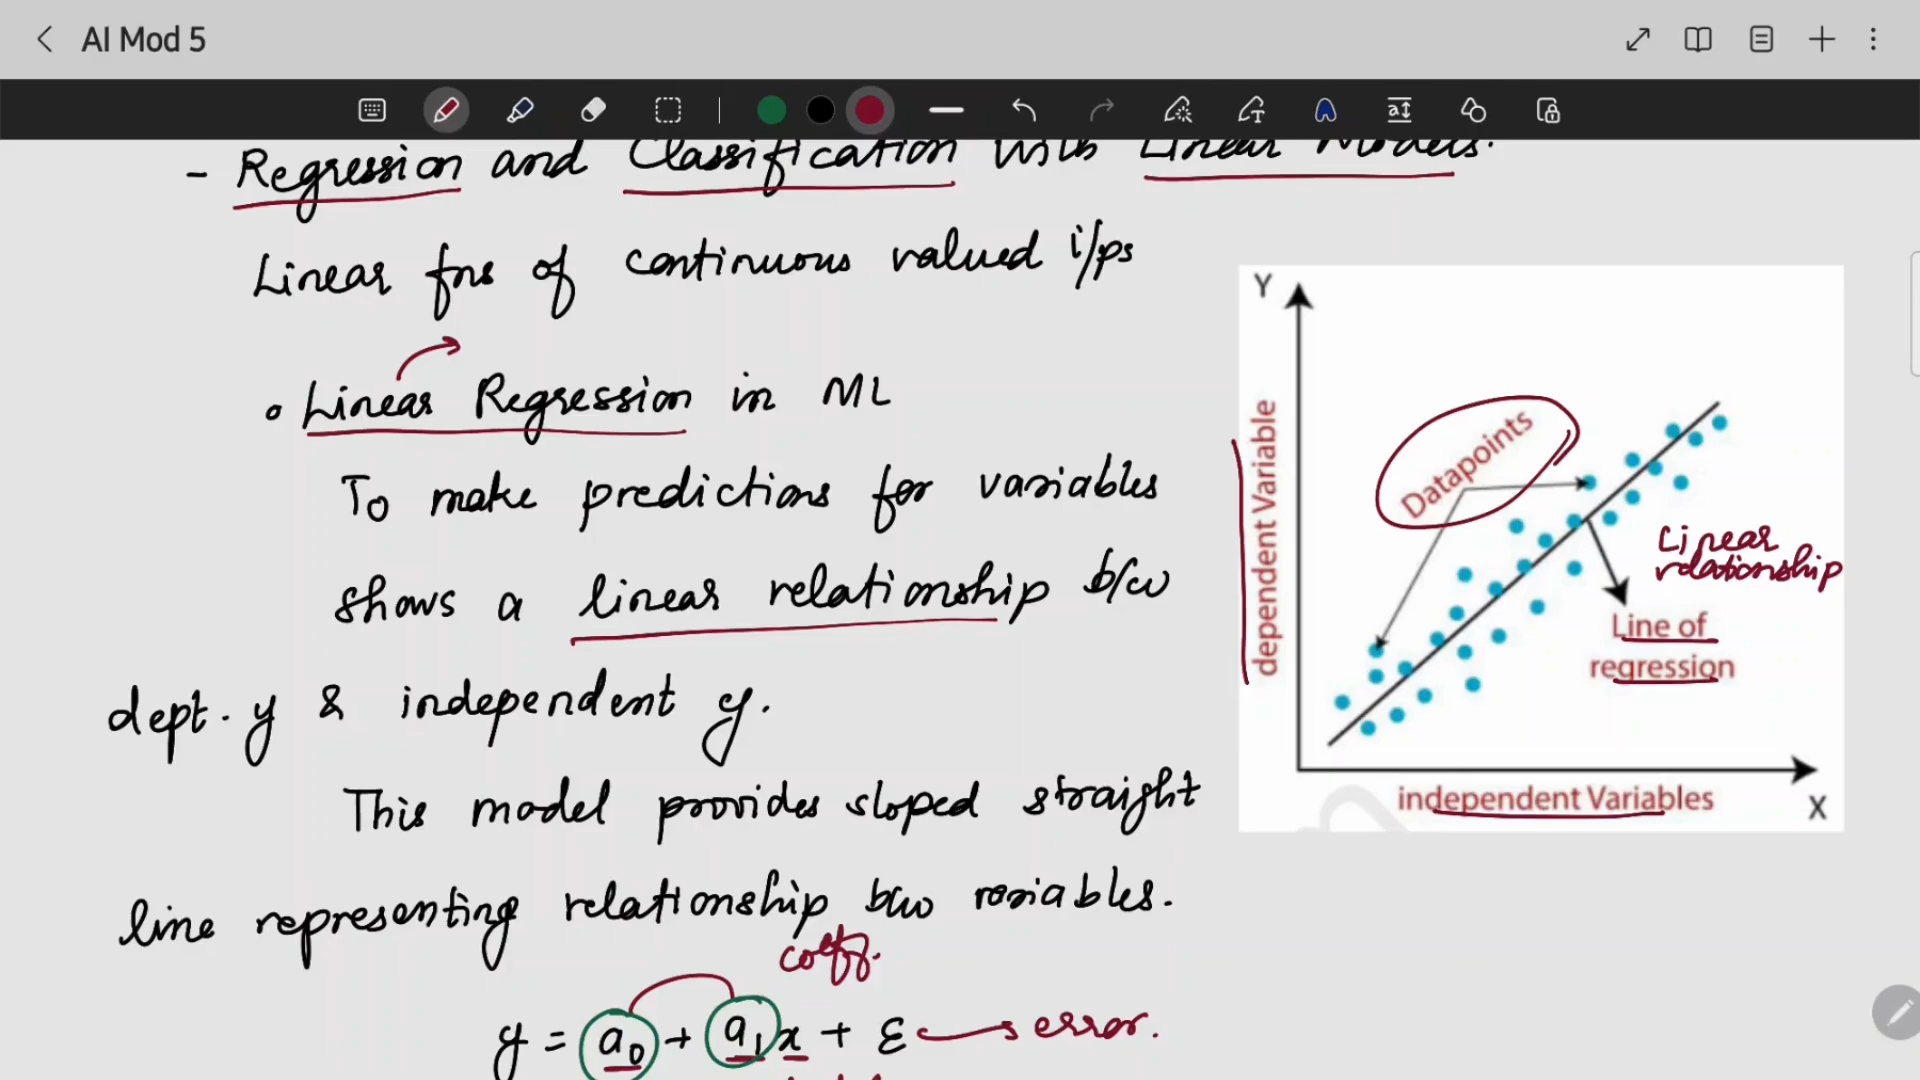 AI Mod 5
- Regression and Classification with Linear Models.
Linear fns of continuous valued i/ps
• Linear Regression in ML
To make predictions for variables
shows a linear relationship b/w
dept. y & independent y.
This model provides sloped straight
line representing relationship b/w variables.
coeff.
y = a₀ + a₁x + ε → error.
Y
dependent Variable
Datapoints
Linear
relationship
Line of
regression
independent Variables
X